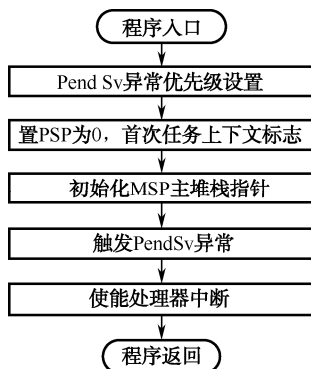 程序入口
Pend Sv异常优先级设置
置PSP为0，首次任务上下文标志
初始化MSP主堆栈指针
触发PendSv异常
使能处理器中断
程序返回